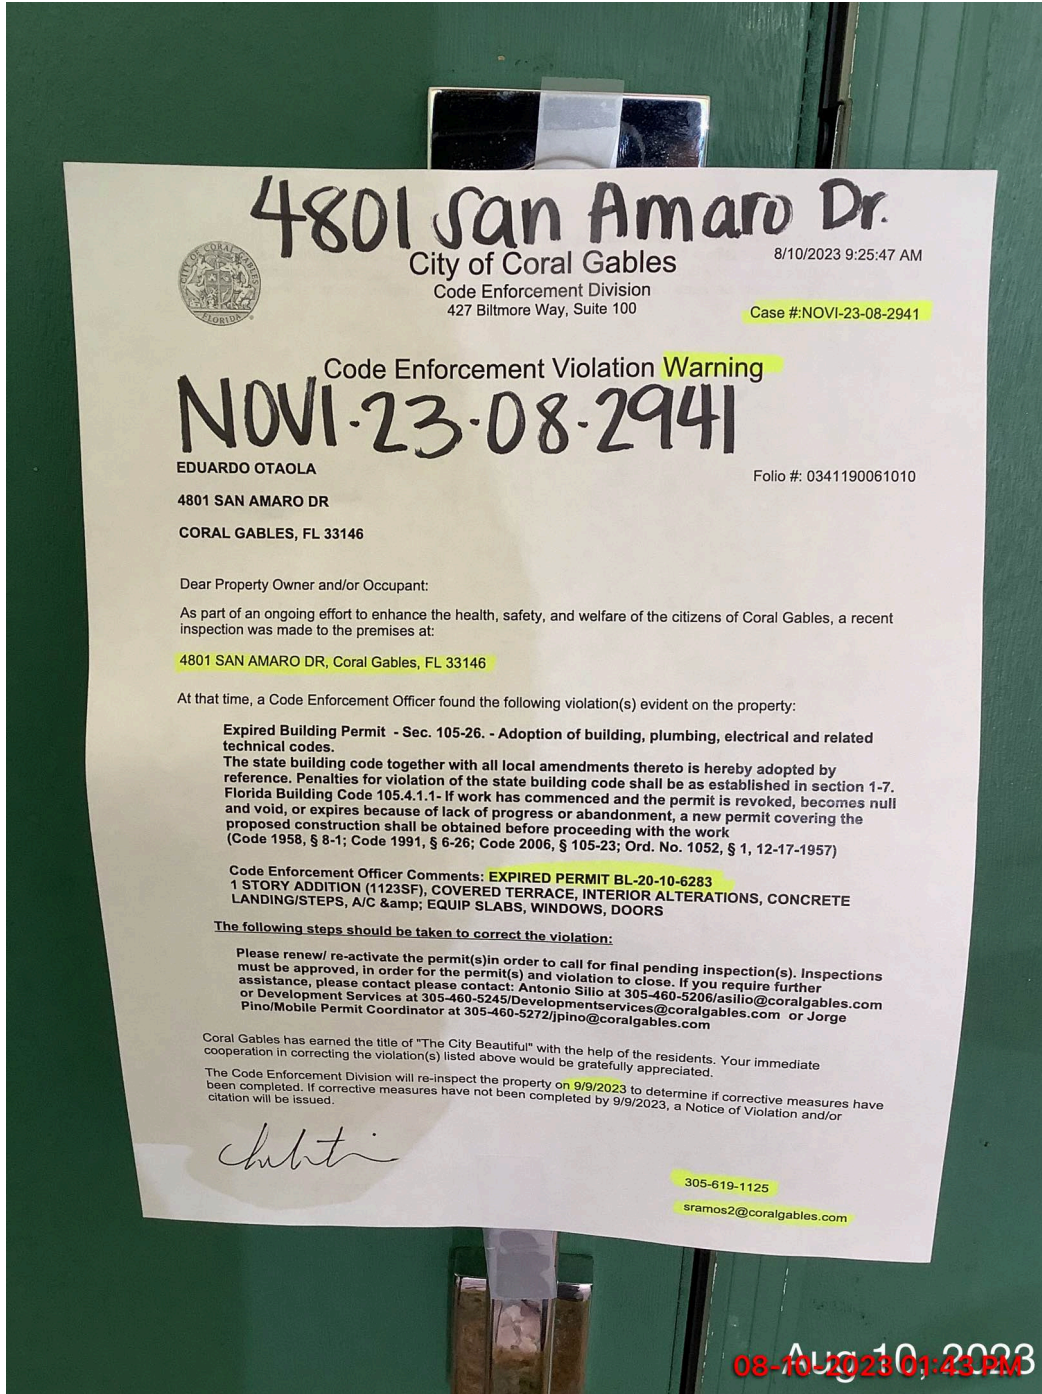 4801 San Amaro Dr.
CITY OF CORAL GABLES
FLORIDA
City of Coral Gables
8/10/2023 9:25:47 AM
Code Enforcement Division
427 Biltmore Way, Suite 100
Case #:NOVI-23-08-2941
Code Enforcement Violation Warning
NOVI-23-08-2941
EDUARDO OTAOLA
Folio #: 0341190061010
4801 SAN AMARO DR
CORAL GABLES, FL 33146
Dear Property Owner and/or Occupant:
As part of an ongoing effort to enhance the health, safety, and welfare of the citizens of Coral Gables, a recent
inspection was made to the premises at:
4801 SAN AMARO DR, Coral Gables, FL 33146
At that time, a Code Enforcement Officer found the following violation(s) evident on the property:
Expired Building Permit - Sec. 105-26. - Adoption of building, plumbing, electrical and related
technical codes.
The state building code together with all local amendments thereto is hereby adopted by
reference. Penalties for violation of the state building code shall be as established in section 1-7.
Florida Building Code 105.4.1.1- If work has commenced and the permit is revoked, becomes null
and void, or expires because of lack of progress or abandonment, a new permit covering the
proposed construction shall be obtained before proceeding with the work
(Code 1958, § 8-1; Code 1991, § 6-26; Code 2006, § 105-23; Ord. No. 1052, § 1, 12-17-1957)
Code Enforcement Officer Comments: EXPIRED PERMIT BL-20-10-6283
1 STORY ADDITION (1123SF), COVERED TERRACE, INTERIOR ALTERATIONS, CONCRETE
LANDING/STEPS, A/C &amp; EQUIP SLABS, WINDOWS, DOORS
The following steps should be taken to correct the violation:
Please renew/ re-activate the permit(s)in order to call for final pending inspection(s). Inspections
must be approved, in order for the permit(s) and violation to close. If you require further
assistance, please contact please contact: Antonio Silio at 305-460-5206/asilio@coralgables.com
or Development Services at 305-460-5245/Developmentservices@coralgables.com or Jorge
Pino/Mobile Permit Coordinator at 305-460-5272/jpino@coralgables.com
Coral Gables has earned the title of "The City Beautiful" with the help of the residents. Your immediate
cooperation in correcting the violation(s) listed above would be gratefully appreciated.
The Code Enforcement Division will re-inspect the property on 9/9/2023 to determine if corrective measures have
been completed. If corrective measures have not been completed by 9/9/2023, a Notice of Violation and/or
citation will be issued.
305-619-1125
sramos2@coralgables.com
Aug 10, 2023
08-10-2023 01:43 PM